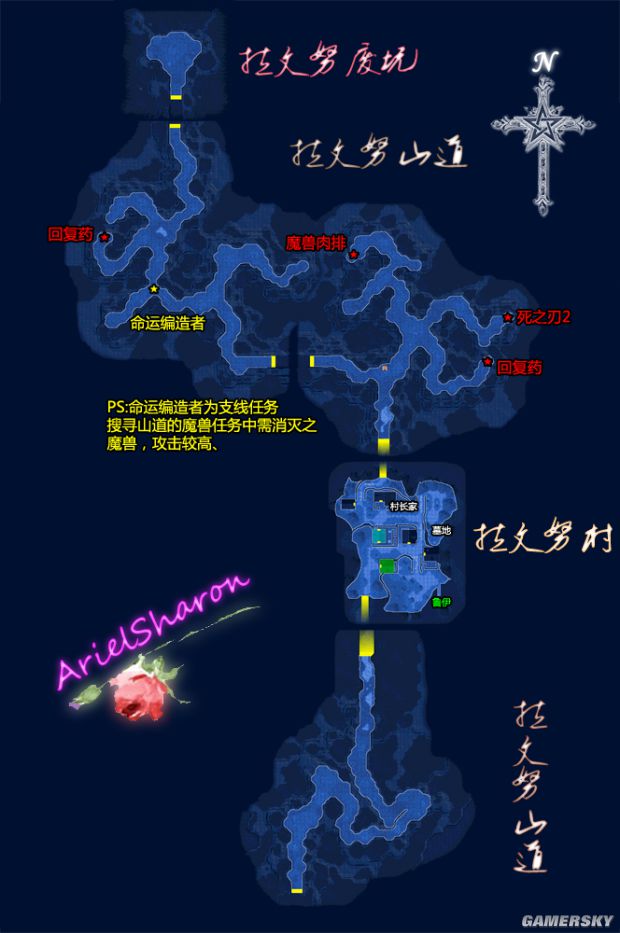 拉文努废坑
N
拉文努山道
回复药
魔兽肉排
死之刃2
命运编造者
回复药
PS:命运编造者为支线任务
搜寻山道的魔兽任务中需消灭之
魔兽，攻击较高、
村长家
墓地
拉文努村
鲁伊
ArielSharon
拉文努山道
GAMERSKY